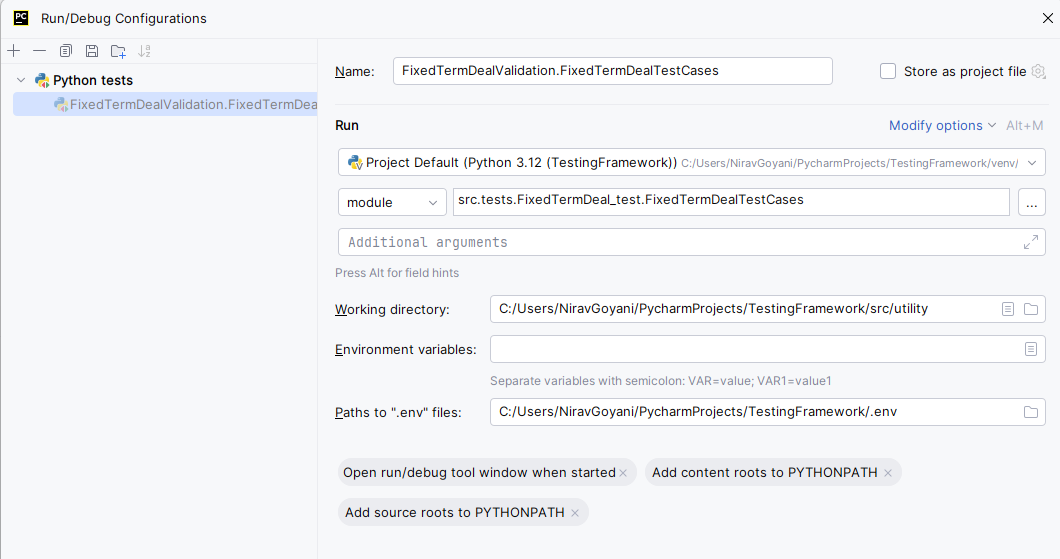 PC Run/Debug Configurations
Python tests
FixedTermDealValidation.FixedTermDea
Name: FixedTermDealValidation.FixedTermDealTestCases Store as project file
Run Modify options Alt+M
Project Default (Python 3.12 (TestingFramework)) C:/Users/NiravGoyani/PycharmProjects/TestingFramework/venv/
module src.tests.FixedTermDeal_test.FixedTermDealTestCases ...
Additional arguments
Press Alt for field hints
Working directory: C:/Users/NiravGoyani/PycharmProjects/TestingFramework/src/utility
Environment variables:
Separate variables with semicolon: VAR=value; VAR1=value1
Paths to ".env" files: C:/Users/NiravGoyani/PycharmProjects/TestingFramework/.env
Open run/debug tool window when started × Add content roots to PYTHONPATH ×
Add source roots to PYTHONPATH ×